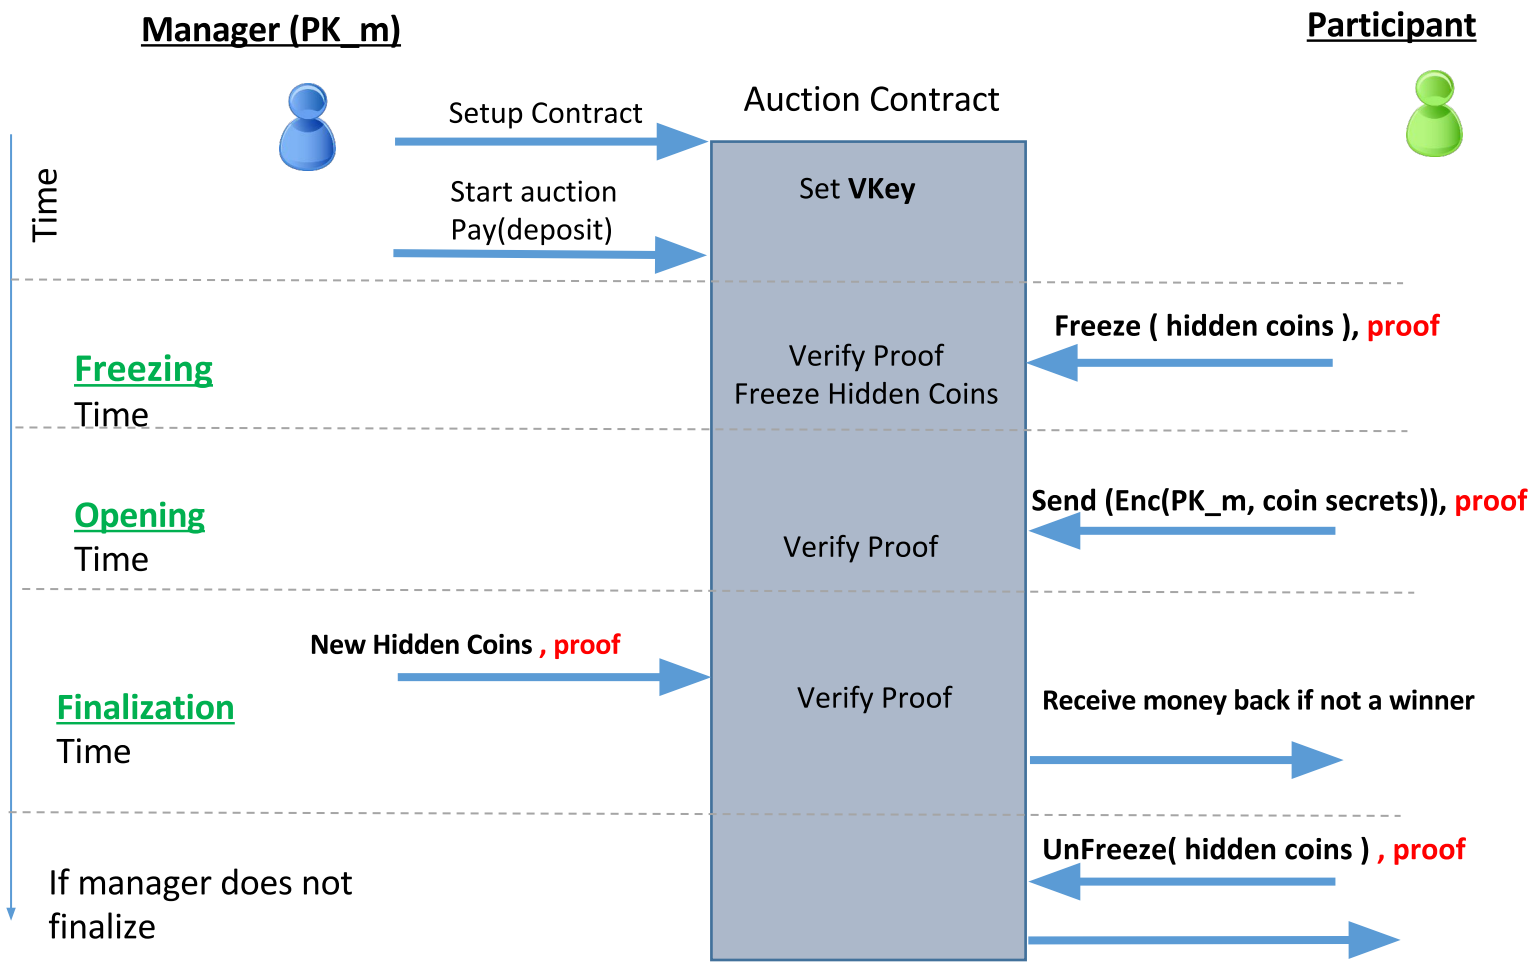 Manager (PK_m)
Participant
Auction Contract
Setup Contract
Time
Set VKey
Start auction
Pay(deposit)
Freeze ( hidden coins ), proof
Freezing
Time
Verify Proof
Freeze Hidden Coins
Send (Enc(PK_m, coin secrets)), proof
Opening
Time
Verify Proof
New Hidden Coins , proof
Finalization
Time
Verify Proof
Receive money back if not a winner
UnFreeze( hidden coins ) , proof
If manager does not
finalize